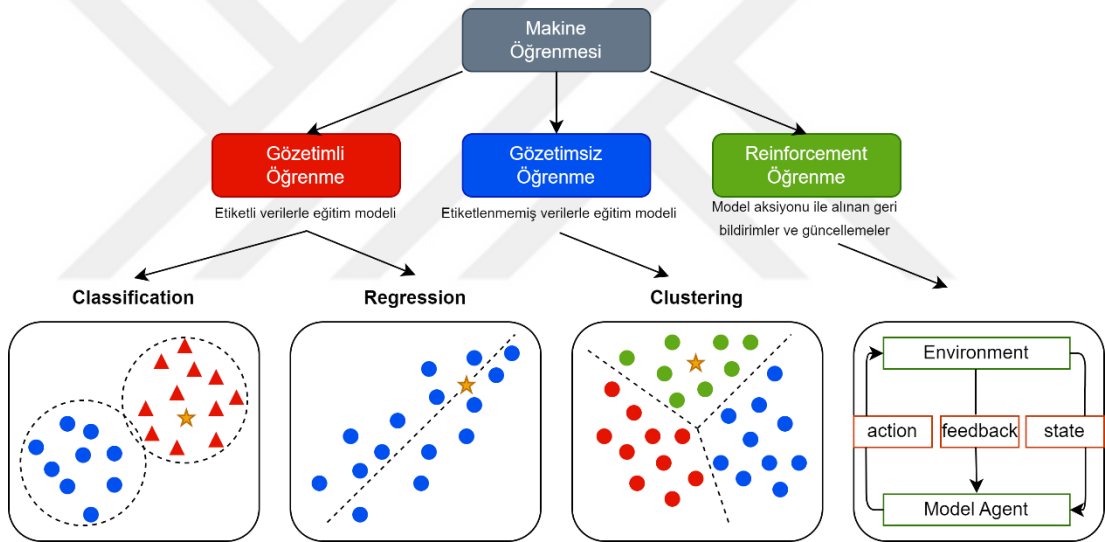 Makine
Öğrenmesi
Gözetimli
Öğrenme
Gözetimsiz
Öğrenme
Reinforcement
Öğrenme
Etiketli verilerle eğitim modeli
Etiketlenmemiş verilerle eğitim modeli
Model aksiyonu ile alınan geri
bildirimler ve güncellemeler
Classification
Regression
Clustering
Environment
action
feedback
state
Model Agent